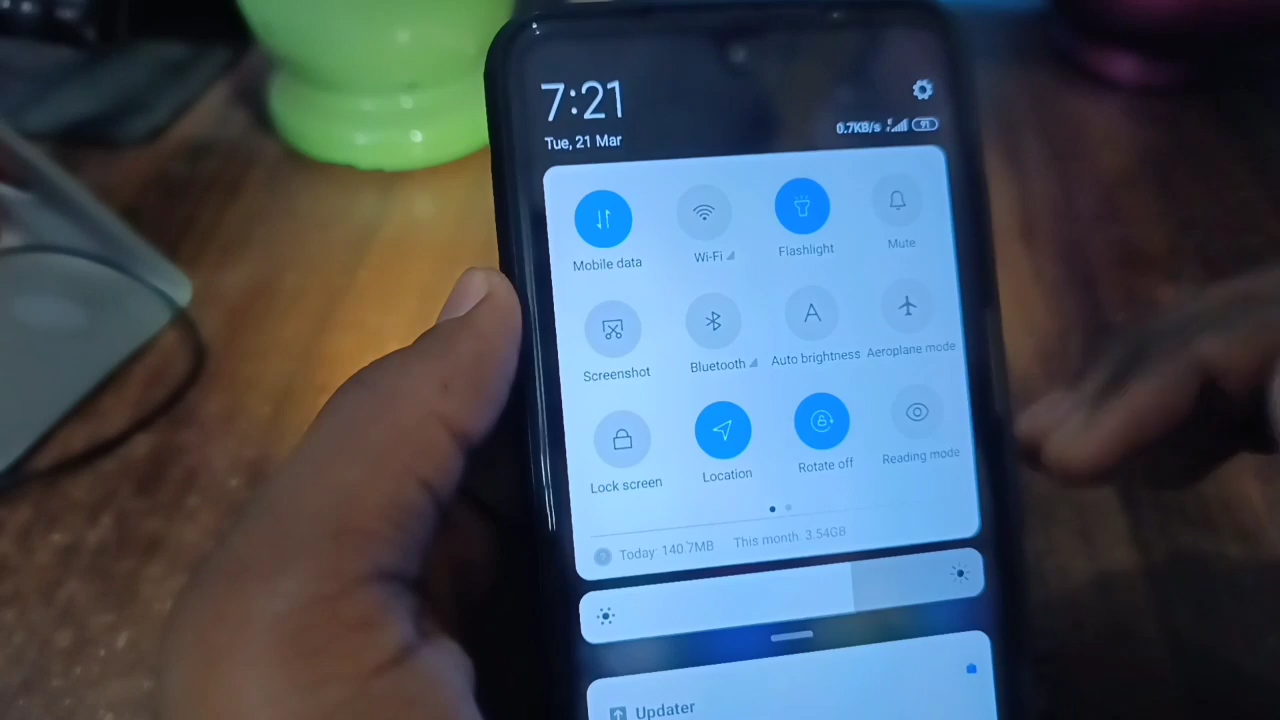 7:21
Tue, 21 Mar
0.7KB/s 91
Mobile data Wi-Fi Flashlight Mute
Screenshot Bluetooth A Auto brightness Aeroplane mode
Lock screen Location Rotate off Reading mode
Today: 140.7MB This month: 3.54GB
Updater